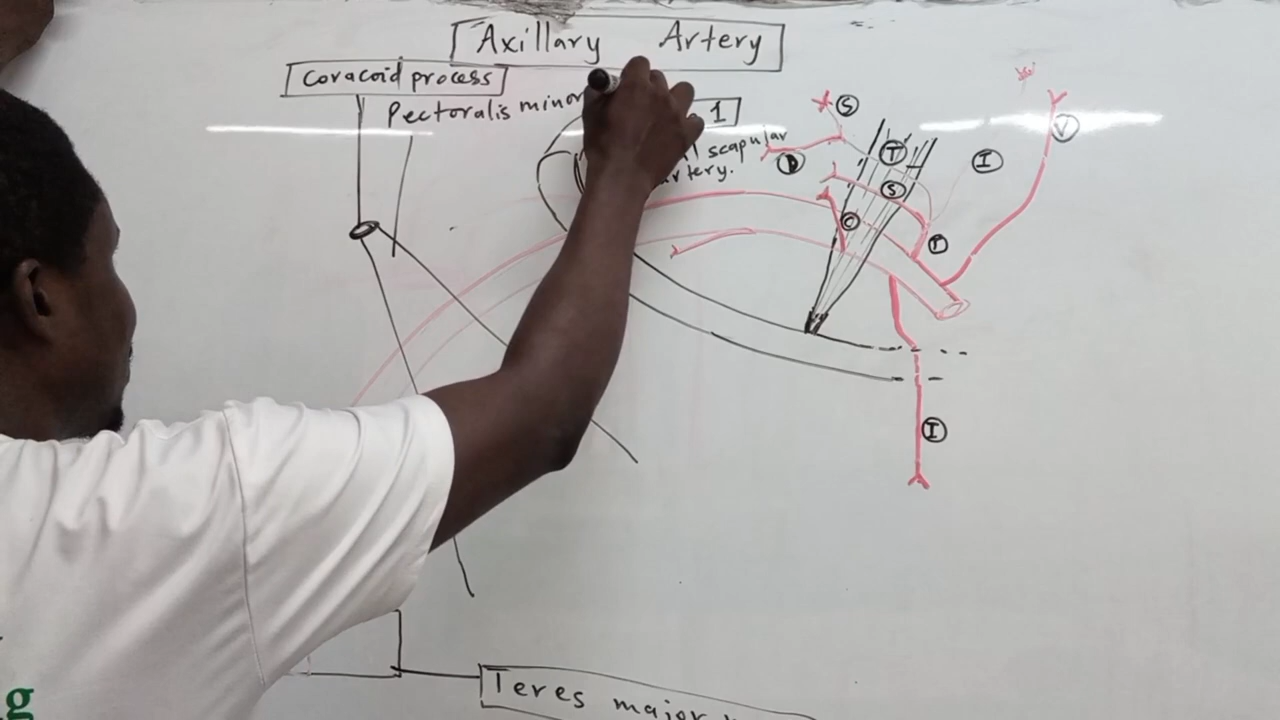 Axillary Artery
Coracoid process
Pectoralis minor
1
scapular
artery.
S
D
T
S
C
I
V
I
Teres major
g